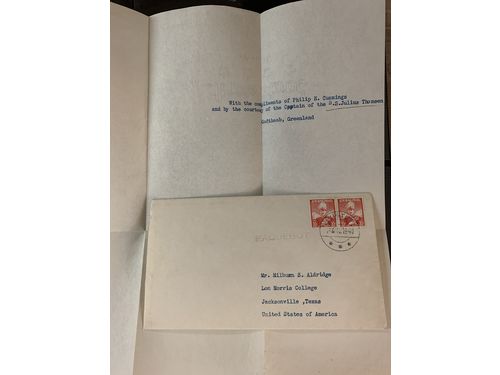 With the compliments of Philip H. Cummings
and by the courtesy of the Captain of the S.S.Julius Thomsen
Godthaab, Greenland
PAQUEBOT
Mr. Milburn S. Aldridge
Lon Morris College
Jacksonville ,Texas
United States of America